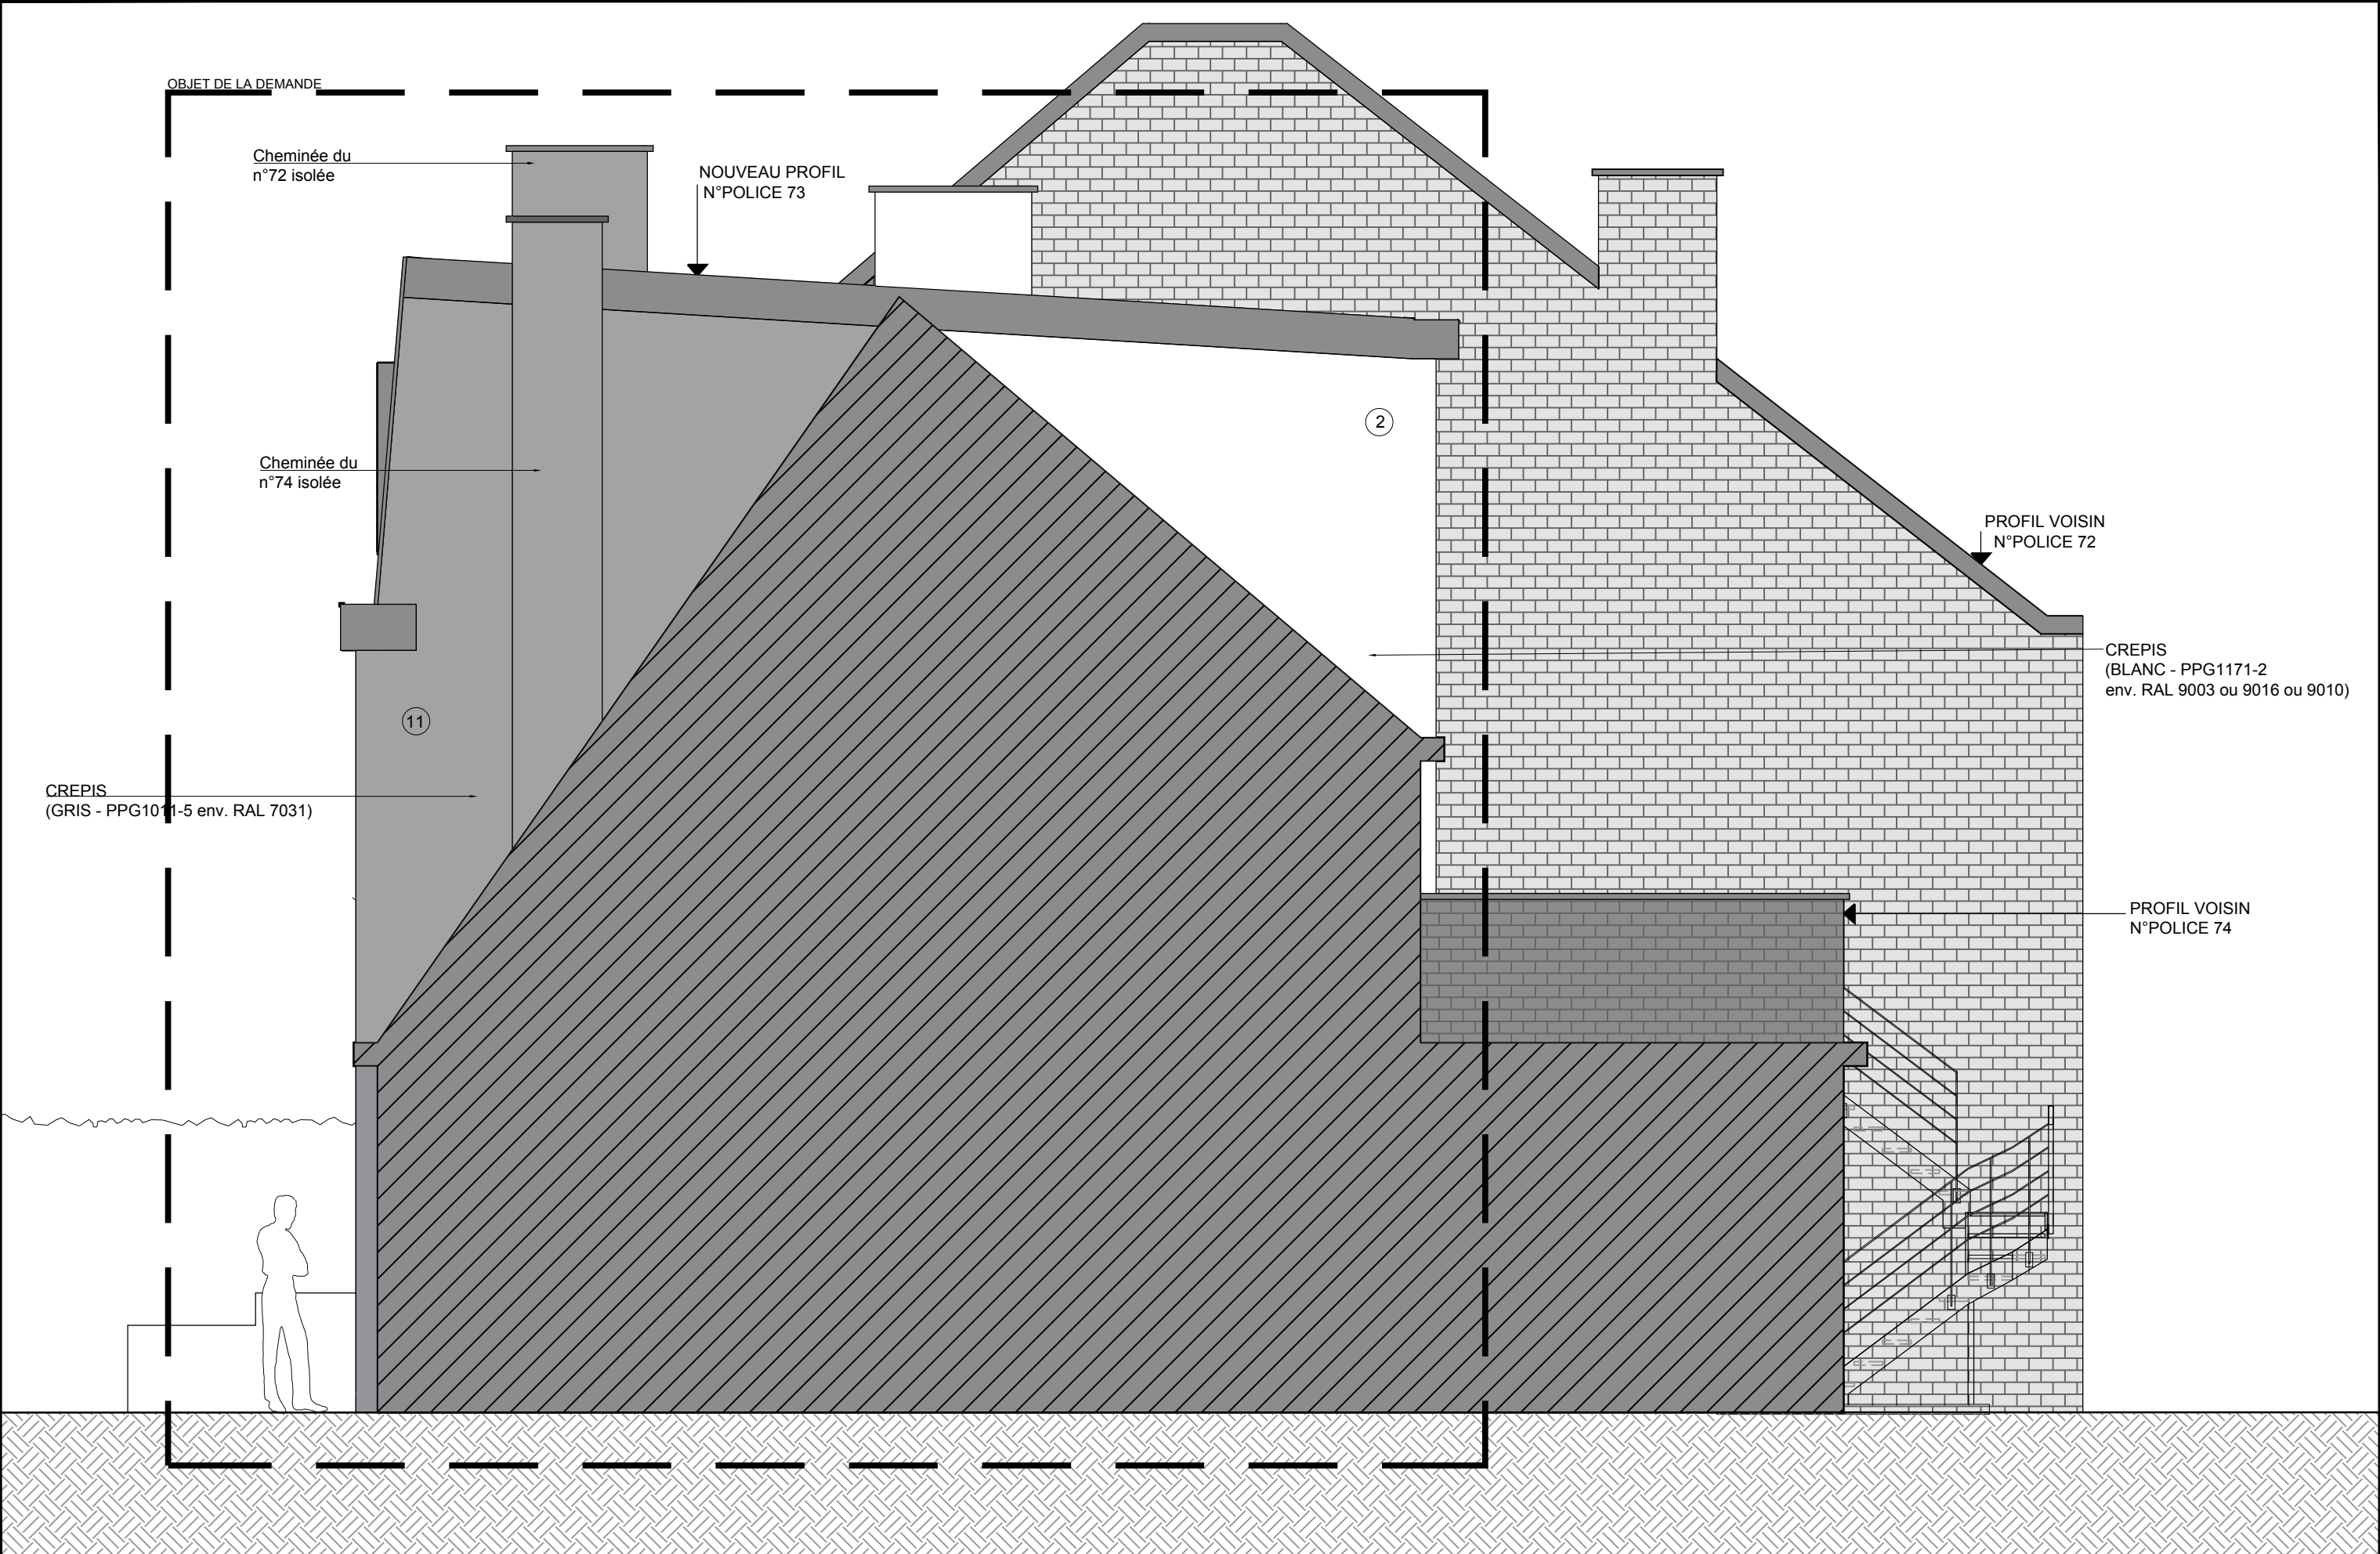 OBJET DE LA DEMANDE
Cheminée du
n°72 isolée
NOUVEAU PROFIL
N°POLICE 73
2
Cheminée du
n°74 isolée
PROFIL VOISIN
N°POLICE 72
CREPIS
(BLANC - PPG1171-2
env. RAL 9003 ou 9016 ou 9010)
11
CREPIS
(GRIS - PPG1011-5 env. RAL 7031)
PROFIL VOISIN
N°POLICE 74